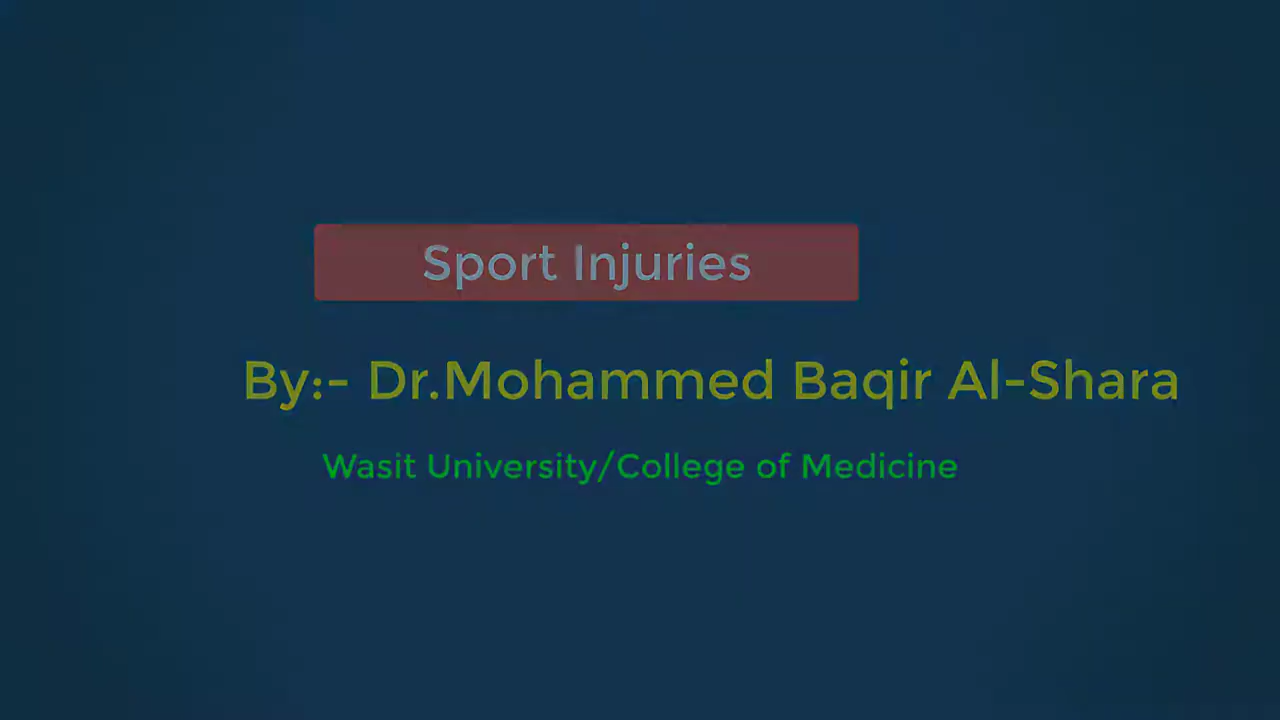 Sport Injuries
By:- Dr.Mohammed Baqir Al-Shara
Wasit University/College of Medicine